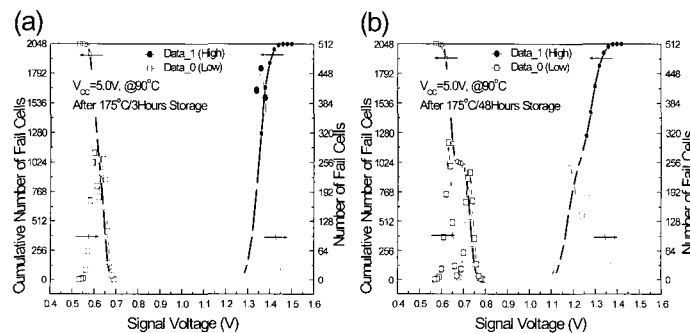 (a)
Cumulative Number of Fail Cells
2048
1792
1536
1280
1024
768
512
256
0
Data_1 (High)
Data_0 (Low)
VCC=5.0V, @90°C
After 175°C/3Hours Storage
512
448
384
320
256
192
128
64
0
Number of Fail Cells
0.4 0.5 0.6 0.7 0.8 0.9 1.0 1.1 1.2 1.3 1.4 1.5 1.6
Signal Voltage (V)
(b)
Cumulative Number of Fail Cells
2048
1792
1536
1280
1024
768
512
256
0
Data_1 (High)
Data_0 (Low)
VCC=5.0V, @90°C
After 175°C/48Hours Storage
512
448
384
320
256
192
128
64
0
Number of Fail Cells
0.4 0.5 0.6 0.7 0.8 0.9 1.0 1.1 1.2 1.3 1.4 1.5 1.6
Signal Voltage (V)